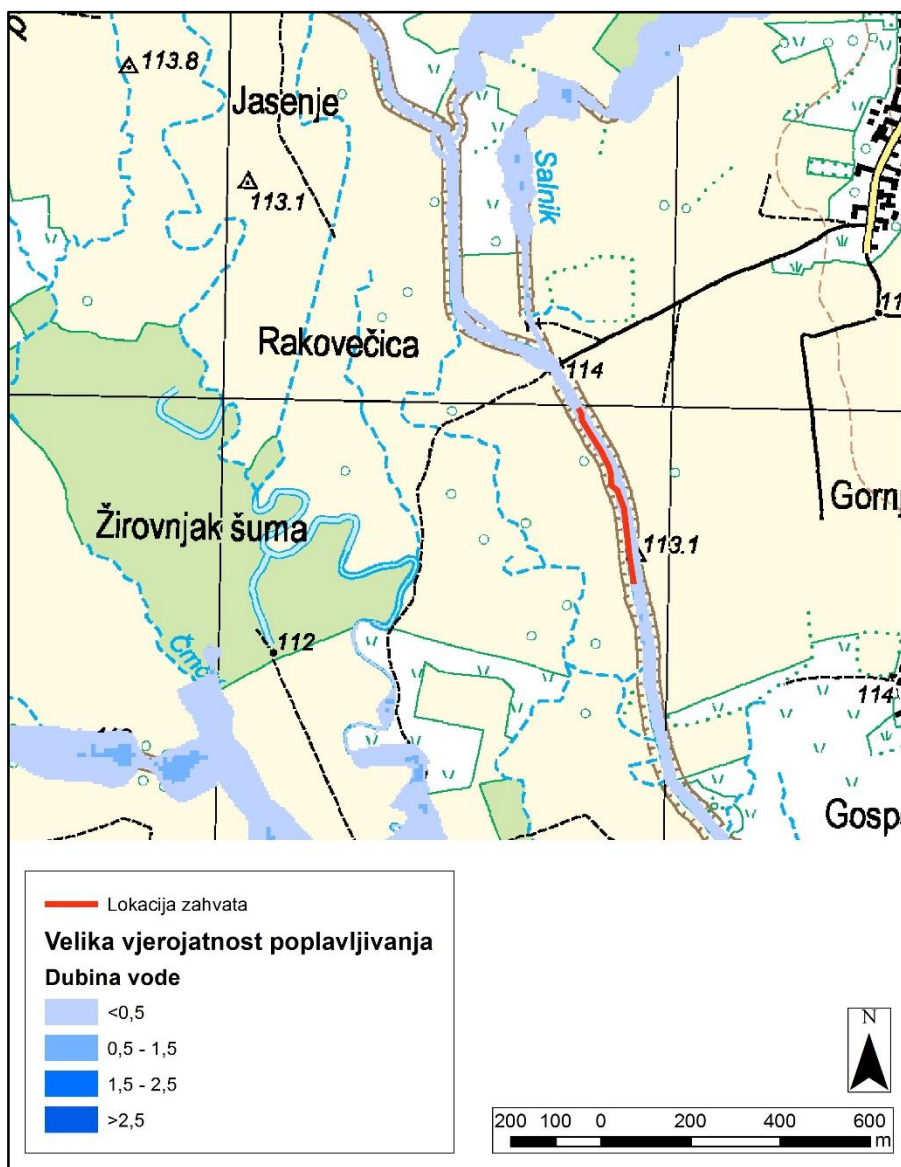 113.8
Jasenje
113.1
Salnik
Rakovečica
114
Žirovnjak šuma
113.1
Gornj
112
Črnc
114
Gosp
Lokacija zahvata
Velika vjerojatnost poplavljivanja
Dubina vode
<0,5
0,5 - 1,5
1,5 - 2,5
>2,5
N
200 100 0 200 400 600
m